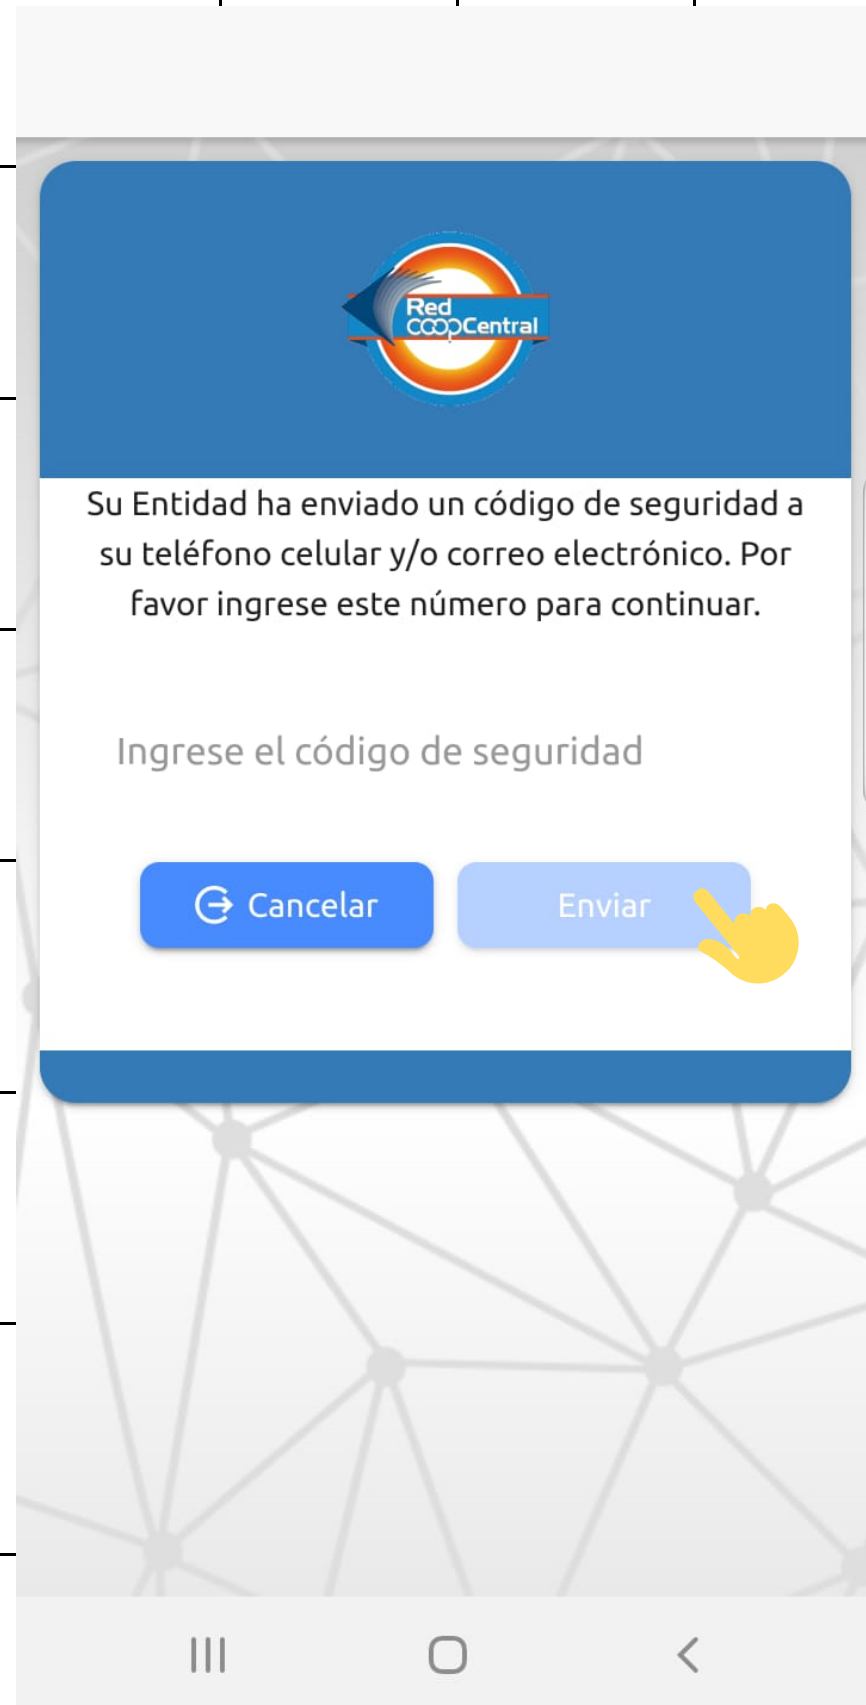 Red
coopCentral
Su Entidad ha enviado un código de seguridad a
su teléfono celular y/o correo electrónico. Por
favor ingrese este número para continuar.
Ingrese el código de seguridad
Cancelar
Enviar